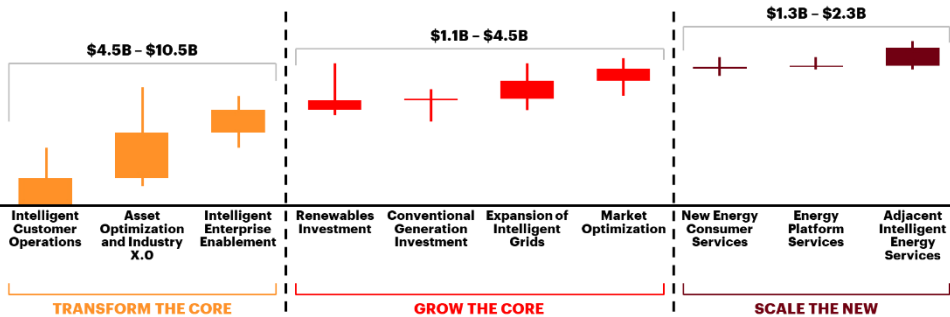 $4.5B – $10.5B
$1.1B – $4.5B
$1.3B – $2.3B
Intelligent
Customer
Operations
Asset
Optimization
and Industry
X.0
Intelligent
Enterprise
Enablement
Renewables
Investment
Conventional
Generation
Investment
Expansion of
Intelligent
Grids
Market
Optimization
New Energy
Consumer
Services
Energy
Platform
Services
Adjacent
Intelligent
Energy
Services
TRANSFORM THE CORE
GROW THE CORE
SCALE THE NEW